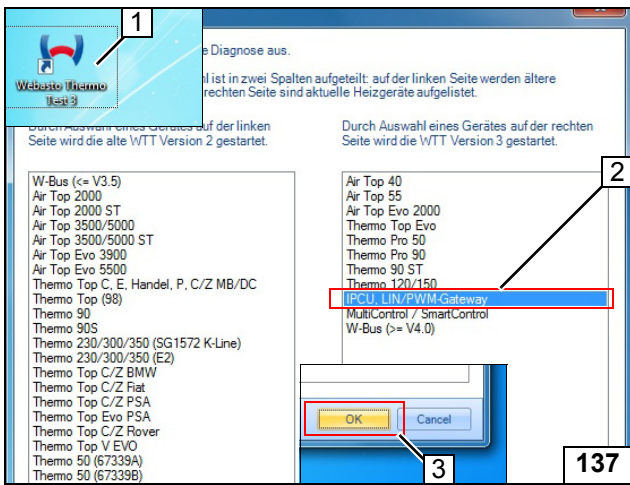 1
Webasto Thermo
Test 3
e Diagnose aus.
hl ist in zwei Spalten aufgeteilt: auf der linken Seite werden ältere
rechten Seite sind aktuelle Heizgeräte aufgelistet.
Durch Auswahl eines Gerätes auf der linken
Seite wird die alte WTT Version 2 gestartet.
W-Bus (<= V3.5)
Air Top 2000
Air Top 2000 ST
Air Top 3500/5000
Air Top 3500/5000 ST
Air Top Evo 3900
Air Top Evo 5500
Thermo Top C, E, Handel, P, C/Z MB/DC
Thermo Top (98)
Thermo 90
Thermo 90S
Thermo 230/300/350 (SG1572 K-Line)
Thermo 230/300/350 (E2)
Thermo Top C/Z BMW
Thermo Top C/Z Fiat
Thermo Top C/Z PSA
Thermo Top Evo PSA
Thermo Top C/Z Rover
Thermo Top V EVO
Thermo 50 (67339A)
Thermo 50 (67339B)
Durch Auswahl eines Gerätes auf der rechten
Seite wird die WTT Version 3 gestartet.
2
Air Top 40
Air Top 55
Air Top Evo 2000
Thermo Top Evo
Thermo Pro 50
Thermo Pro 90
Thermo 90 ST
Thermo 120/150
IPCU, LIN/PWM-Gateway
MultiControl / SmartControl
W-Bus (>= V4.0)
OK
Cancel
3
137